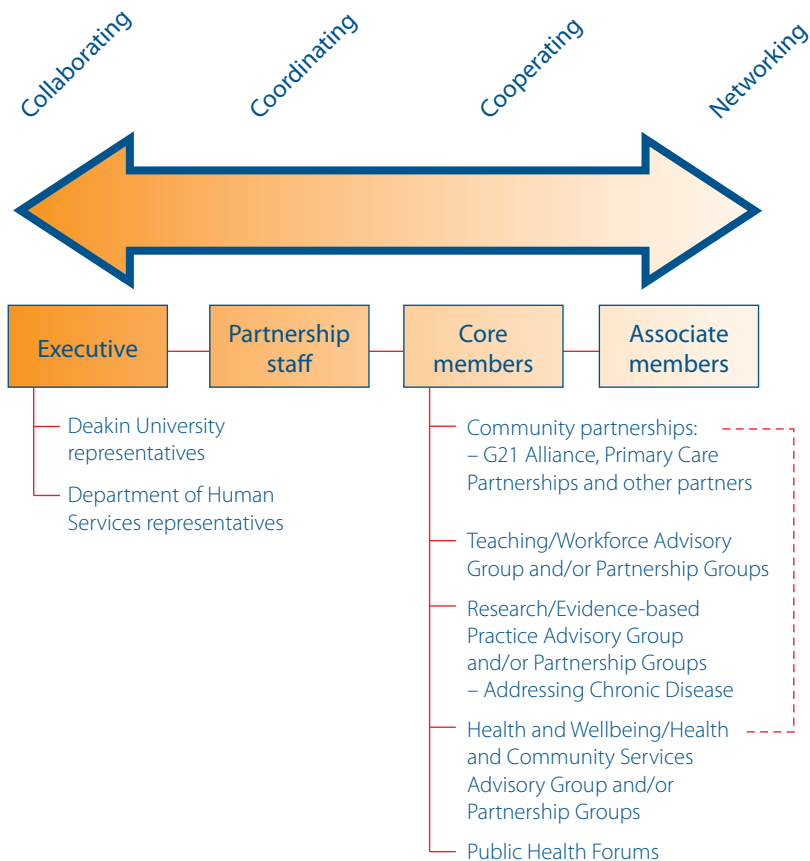 Collaborating
Coordinating
Cooperating
Networking
Executive
Partnership
staff
Core
members
Associate
members
Deakin University
representatives
Department of Human
Services representatives
Community partnerships:
– G21 Alliance, Primary Care
Partnerships and other partners
Teaching/Workforce Advisory
Group and/or Partnership Groups
Research/Evidence-based
Practice Advisory Group
and/or Partnership Groups
– Addressing Chronic Disease
Health and Wellbeing/Health
and Community Services
Advisory Group and/or
Partnership Groups
Public Health Forums